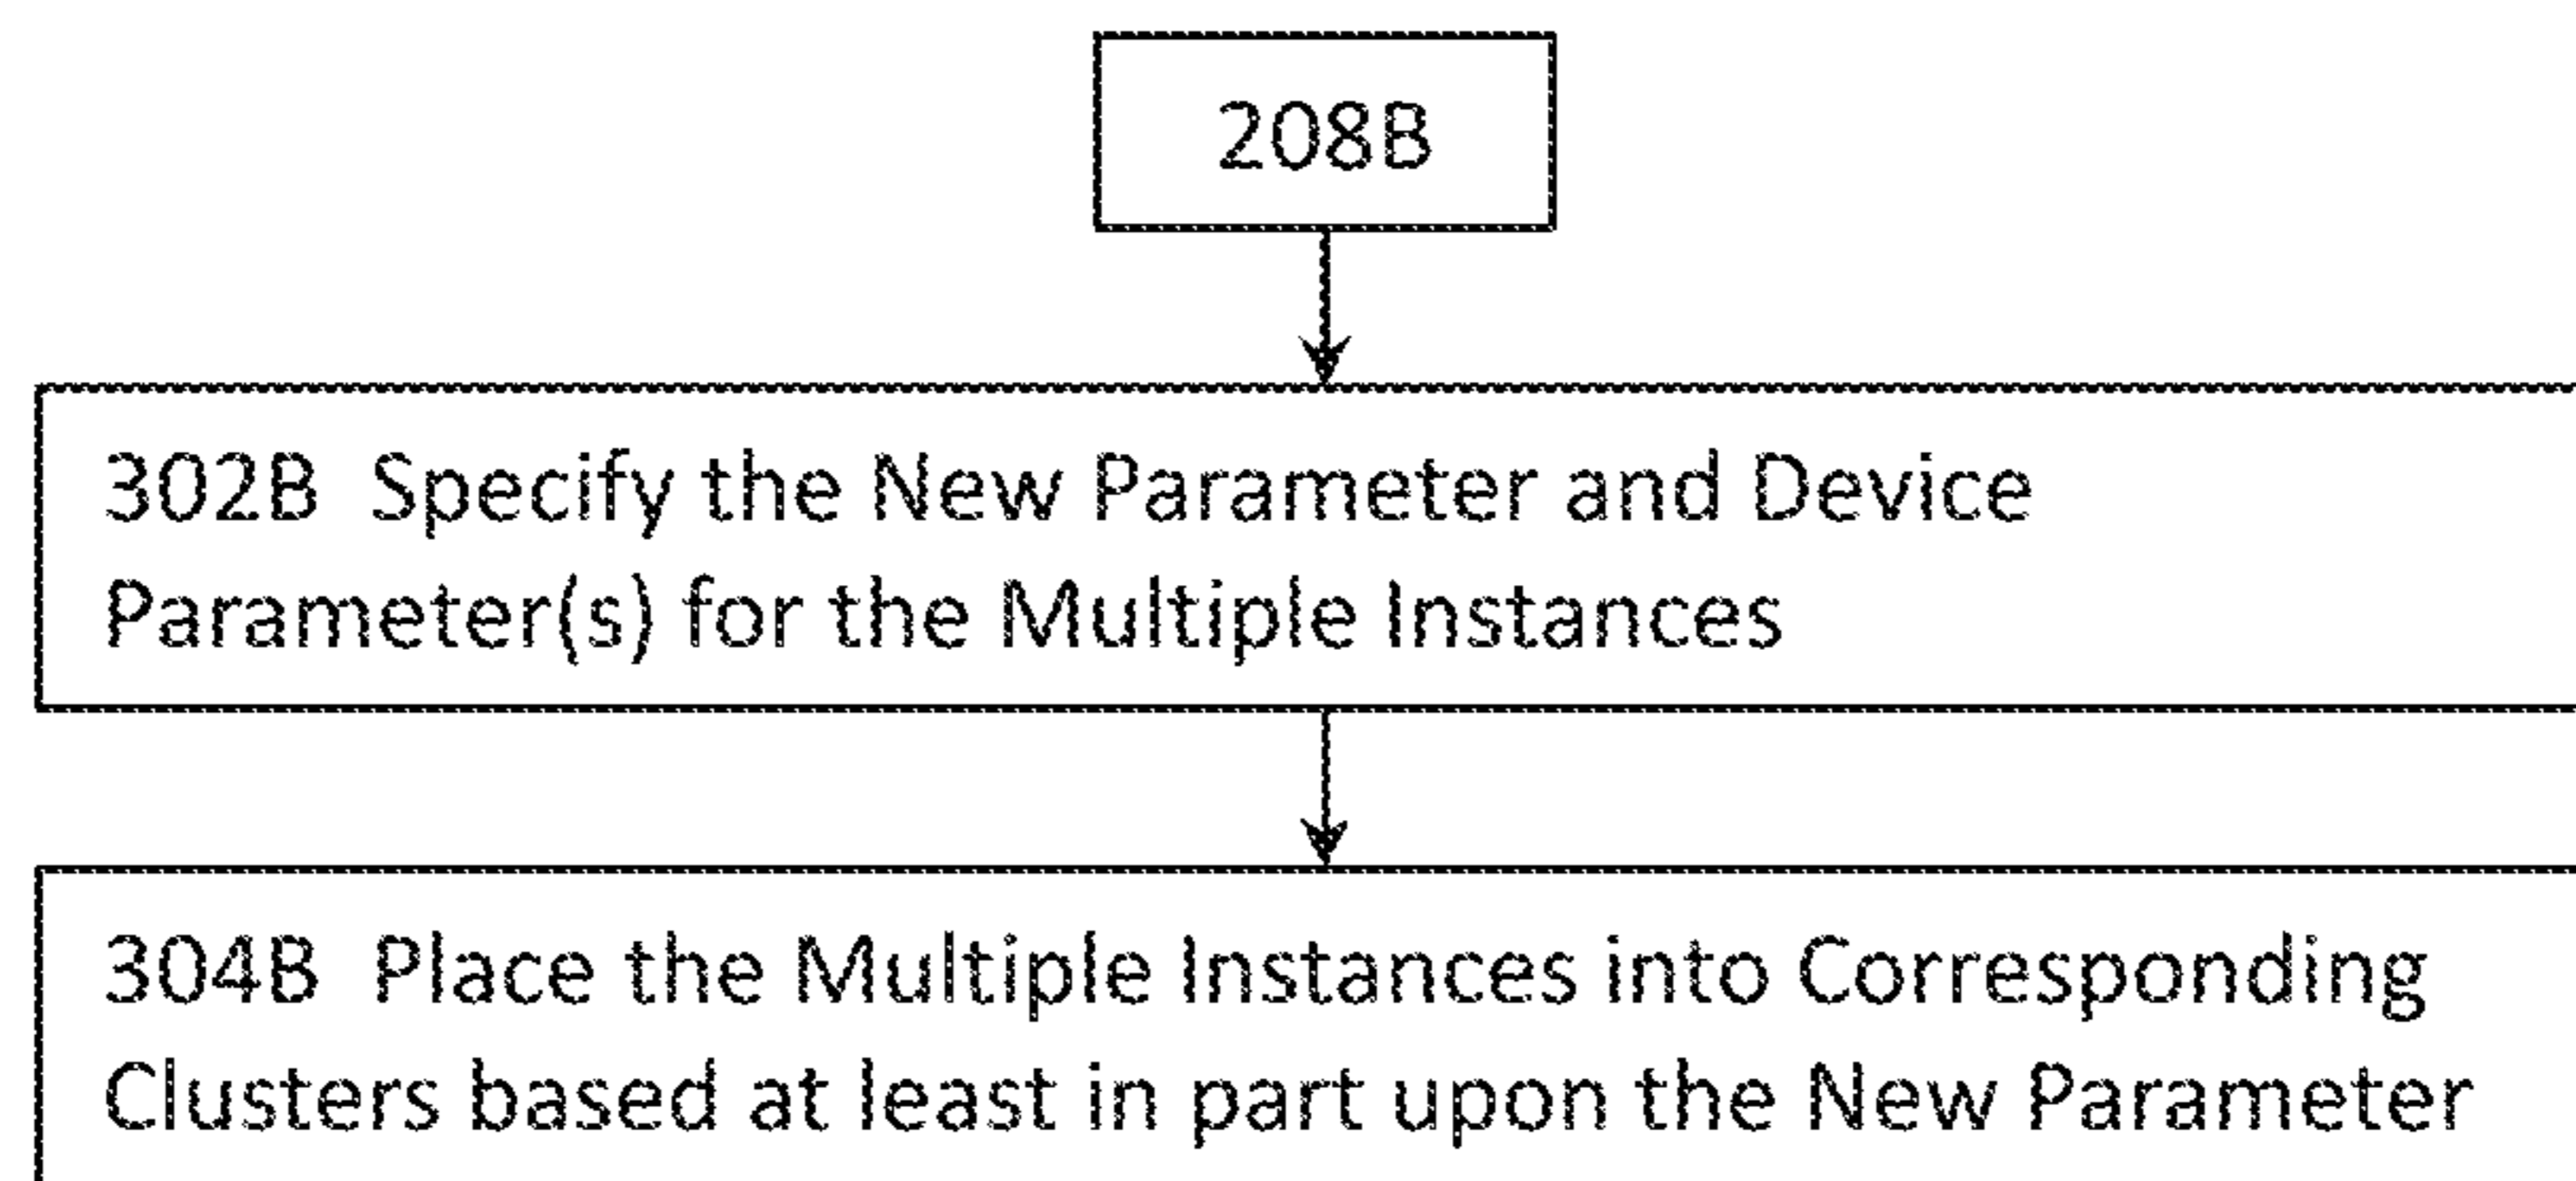 208B
302B Specify the New Parameter and Device
Parameter(s) for the Multiple Instances
304B Place the Multiple Instances into Corresponding
Clusters based at least in part upon the New Parameter